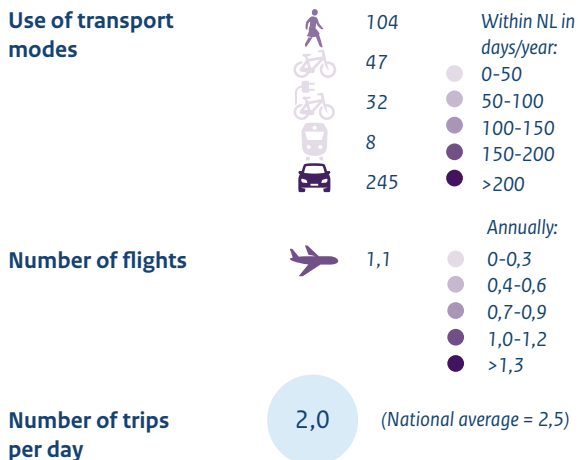 Use of transport
modes
104
47
32
8
245
Within NL in
days/year:
0-50
50-100
100-150
150-200
>200
Number of flights
1,1
Annually:
0-0,3
0,4-0,6
0,7-0,9
1,0-1,2
>1,3
Number of trips
per day
2,0
(National average = 2,5)